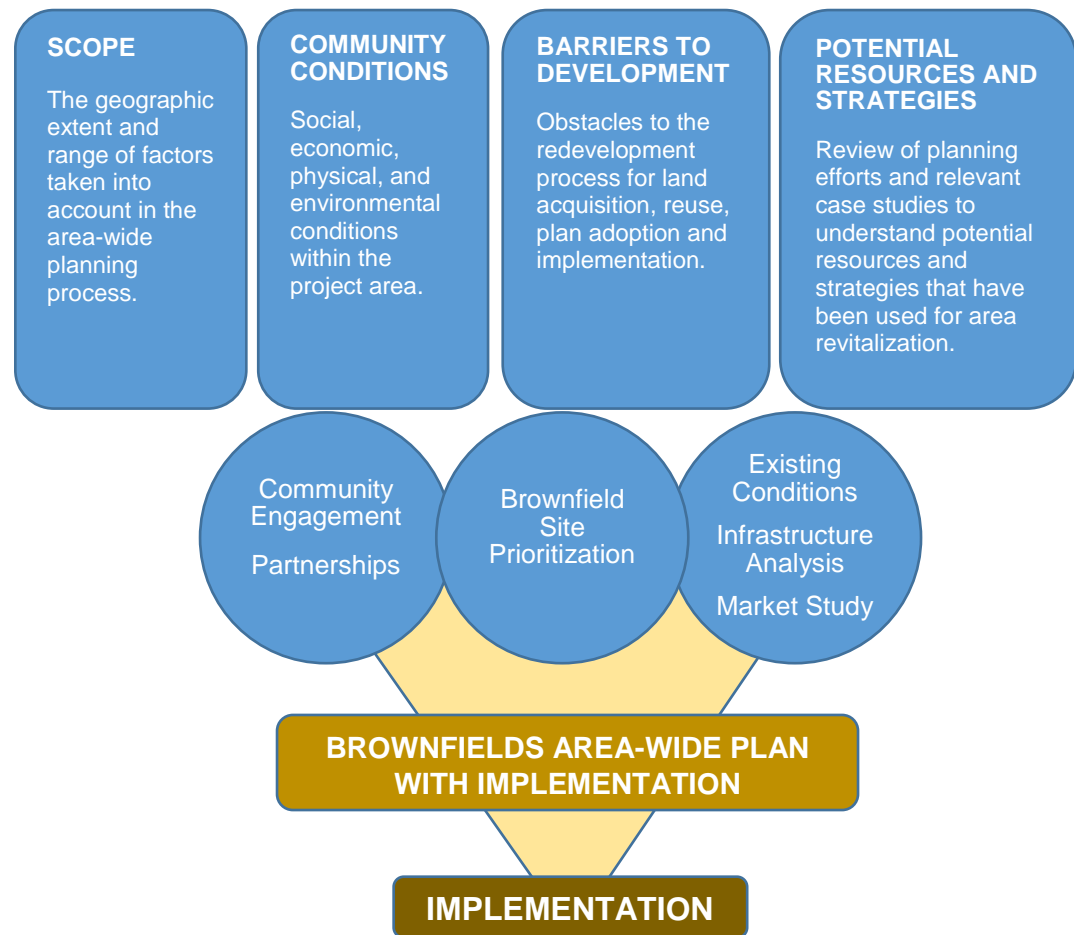 SCOPE
The geographic
extent and
range of factors
taken into
account in the
area-wide
planning
process.
COMMUNITY
CONDITIONS
Social,
economic,
physical, and
environmental
conditions
within the
project area.
BARRIERS TO
DEVELOPMENT
Obstacles to the
redevelopment
process for land
acquisition, reuse,
plan adoption and
implementation.
POTENTIAL
RESOURCES AND
STRATEGIES
Review of planning
efforts and relevant
case studies to
understand potential
resources and
strategies that have
been used for area
revitalization.
Community
Engagement
Partnerships
Brownfield
Site
Prioritization
Existing
Conditions
Infrastructure
Analysis
Market Study
BROWNFIELDS AREA-WIDE PLAN
WITH IMPLEMENTATION
IMPLEMENTATION